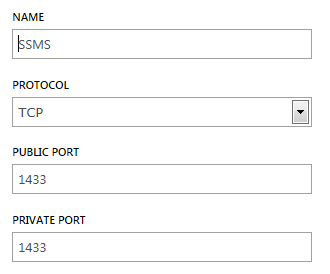 NAME
SSMS
PROTOCOL
TCP
PUBLIC PORT
1433
PRIVATE PORT
1433